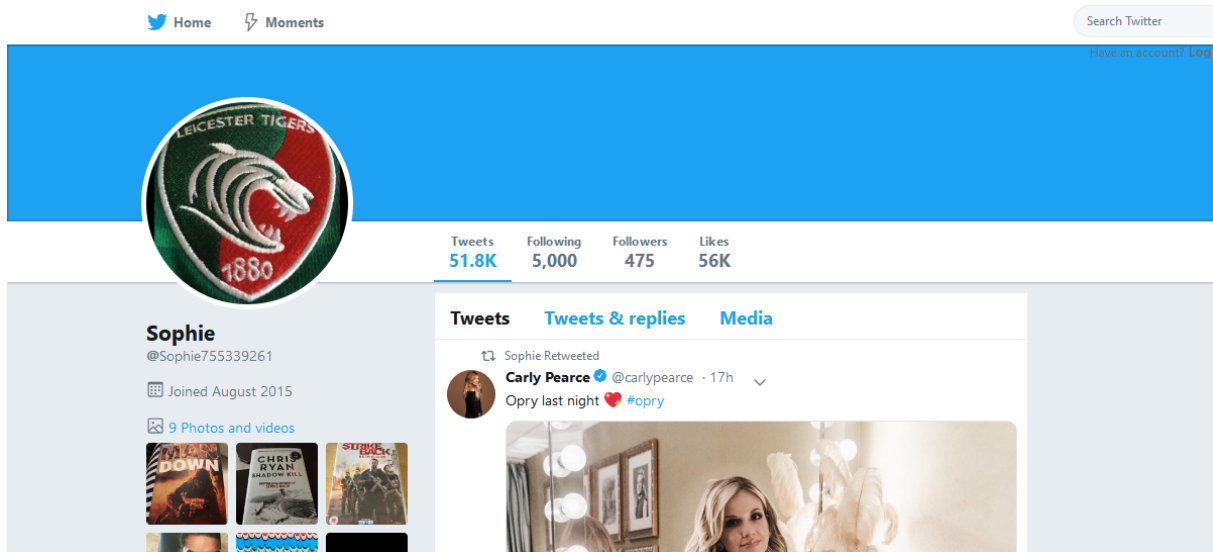 Home Moments Search Twitter
Have an account? Log
LEICESTER TIGERS
1880
Tweets Following Followers Likes
51.8K 5,000 475 56K
Sophie
@Sophie755339261
Joined August 2015
9 Photos and videos
MAN
DOWN
CHRIS
RYAN
SHADOW KILL
STRIKE
BACK
Tweets Tweets & replies Media
Sophie Retweeted
Carly Pearce @carlypearce · 17h
Opry last night 💖 #opry